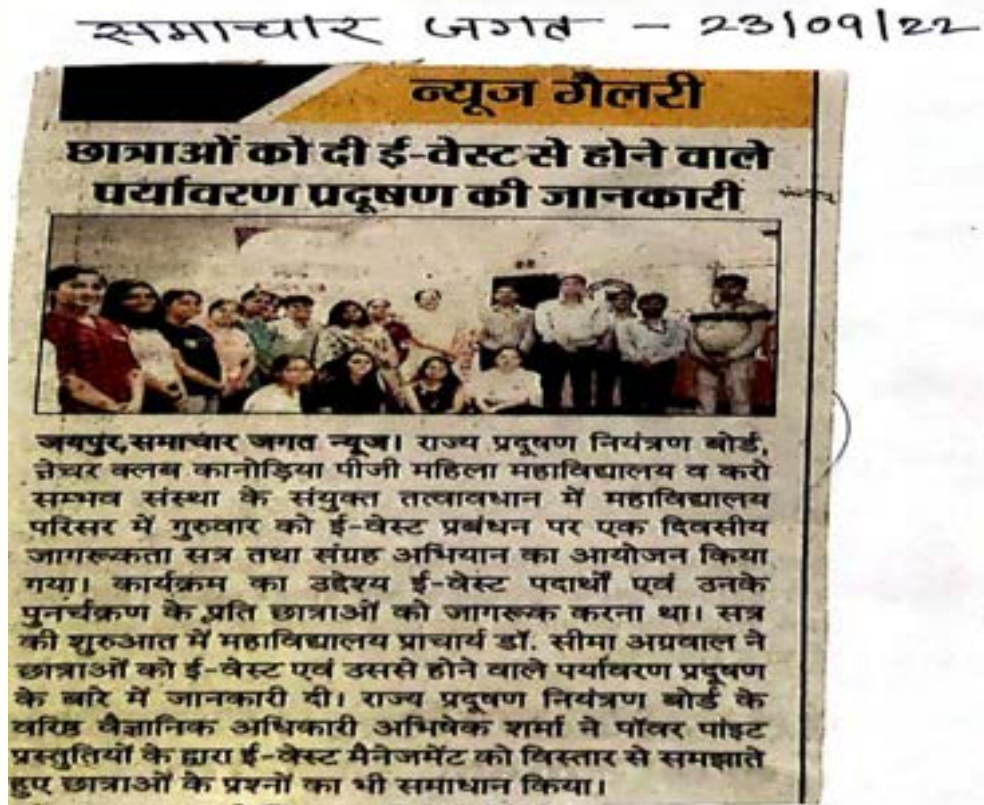 समाचार जगत - 23/09/22
न्यूज गैलरी
छात्राओं को दी ई-वेस्ट से होने वाले
पर्यावरण प्रदूषण की जानकारी
जयपुर,समाचार जगत न्यूज। राज्य प्रदूषण नियंत्रण बोर्ड,
नेचर क्लब कानोड़िया पीजी महिला महाविद्यालय व करो
सम्भव संस्था के संयुक्त तत्वावधान में महाविद्यालय
परिसर में गुरुवार को ई-वेस्ट प्रबंधन पर एक दिवसीय
जागरूकता सत्र तथा संग्रह अभियान का आयोजन किया
गया। कार्यक्रम का उद्देश्य ई-वेस्ट पदार्थों एवं उनके
पुनर्चक्रण के प्रति छात्राओं को जागरूक करना था। सत्र
की शुरुआत में महाविद्यालय प्राचार्य डॉ. सीमा अग्रवाल ने
छात्राओं को ई-वेस्ट एवं उससे होने वाले पर्यावरण प्रदूषण
के बारे में जानकारी दी। राज्य प्रदूषण नियंत्रण बोर्ड के
वरिष्ठ वैज्ञानिक अधिकारी अभिषेक शर्मा ने पॉवर पांइट
प्रस्तुतियों के द्वारा ई-वेस्ट मैनेजमेंट को विस्तार से समझाते
हुए छात्राओं के प्रश्नों का भी समाधान किया।